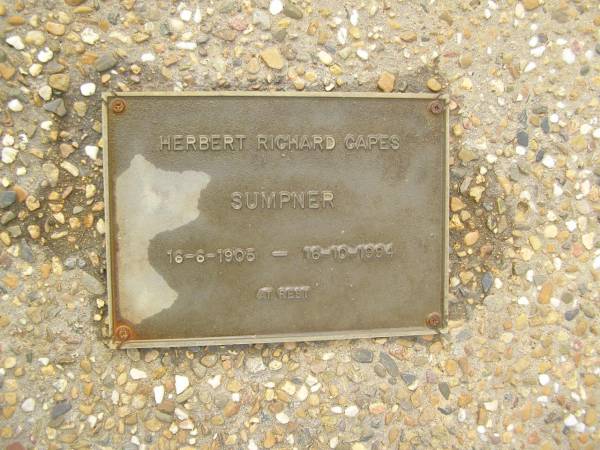 HERBERT RICHARD CAPES
SUMPNER
16-6-1905 — 18-10-1994
AT REST